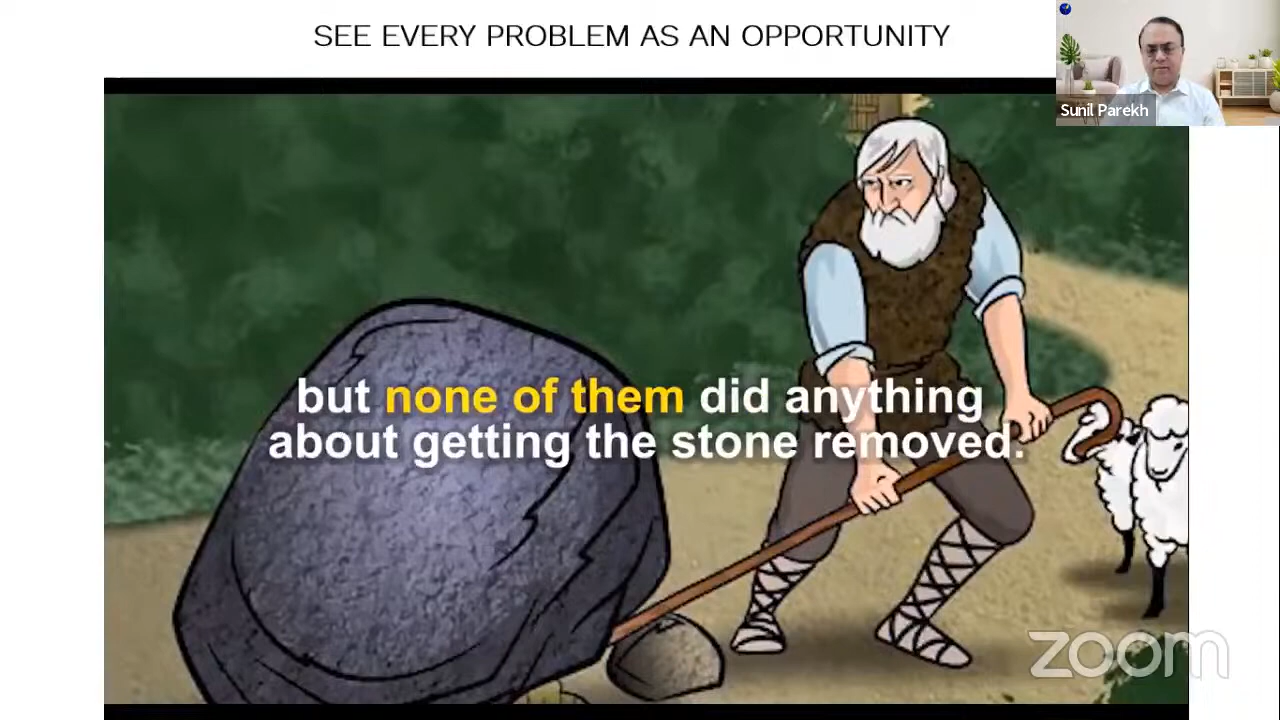 SEE EVERY PROBLEM AS AN OPPORTUNITY
Sunil Parekh
but none of them did anything
about getting the stone removed.
zoom